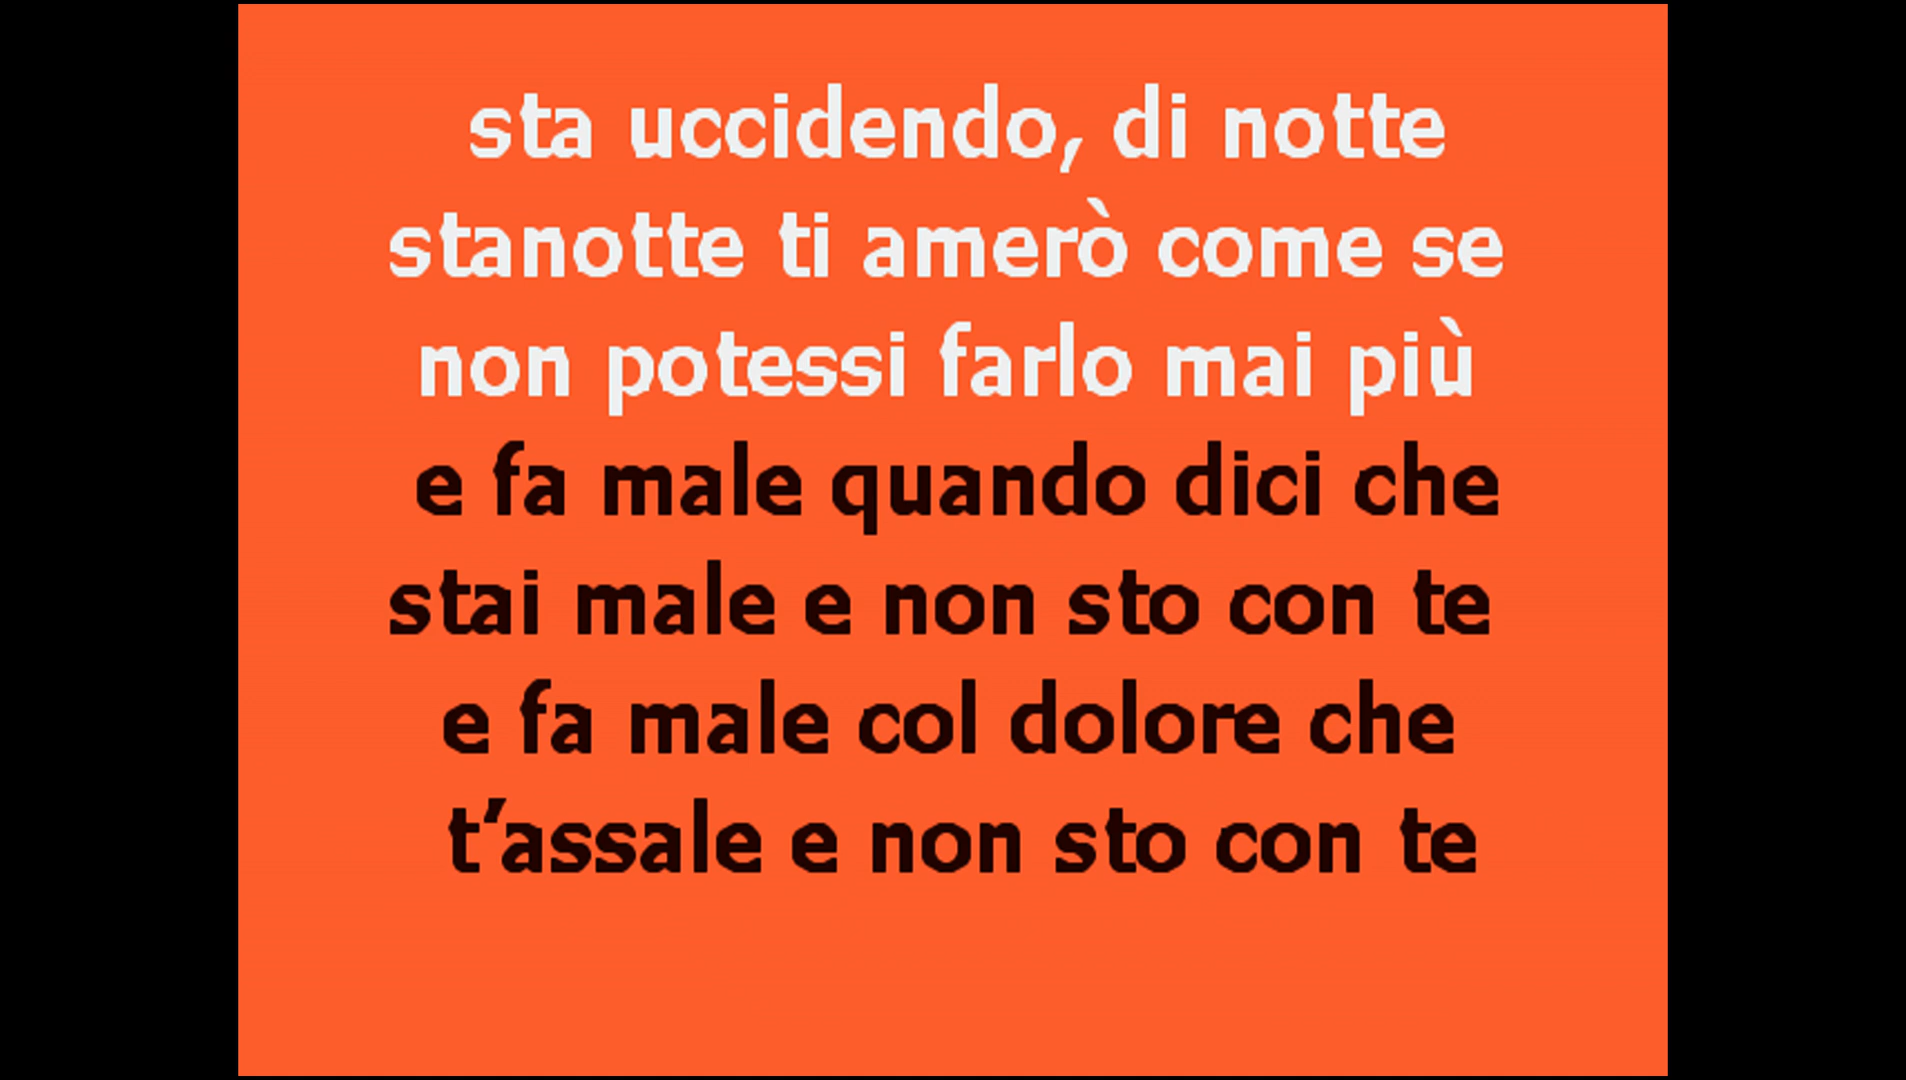 sta uccidendo, di notte
stanotte ti amerò come se
non potessi farlo mai più
e fa male quando dici che
stai male e non sto con te
e fa male col dolore che
t’assale e non sto con te